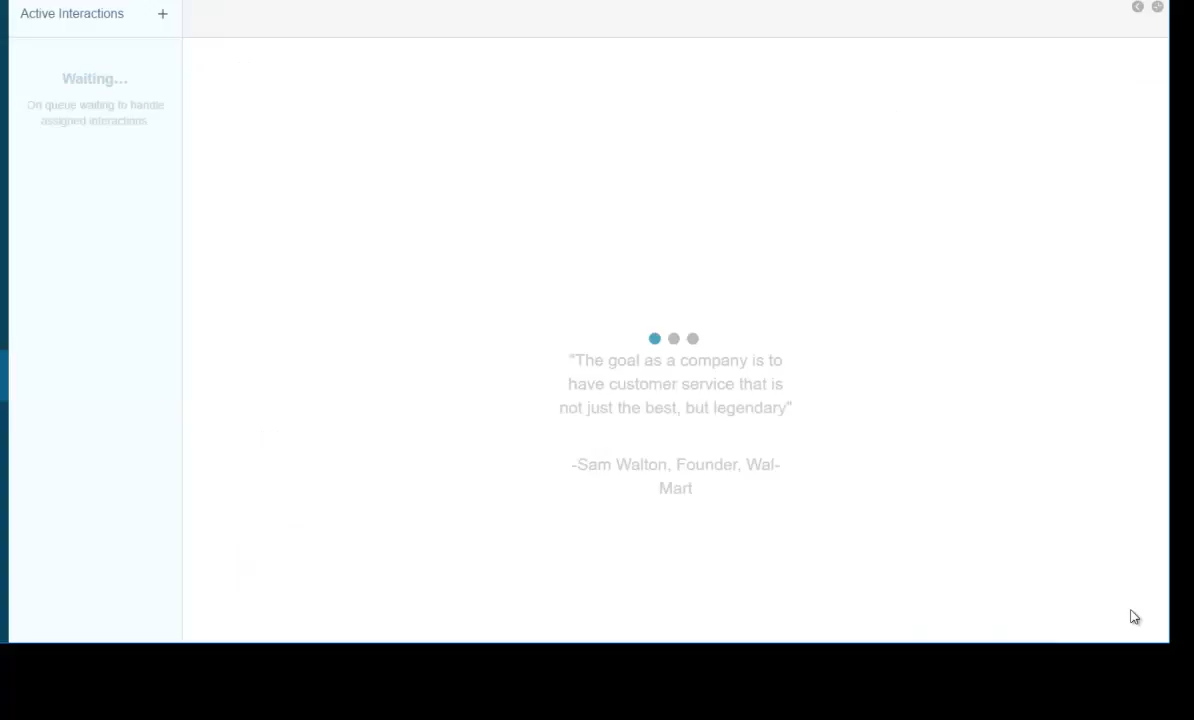 Active Interactions +
Waiting...
On queue waiting to handle
assigned interactions
"The goal as a company is to
have customer service that is
not just the best, but legendary"
-Sam Walton, Founder, Wal-
Mart